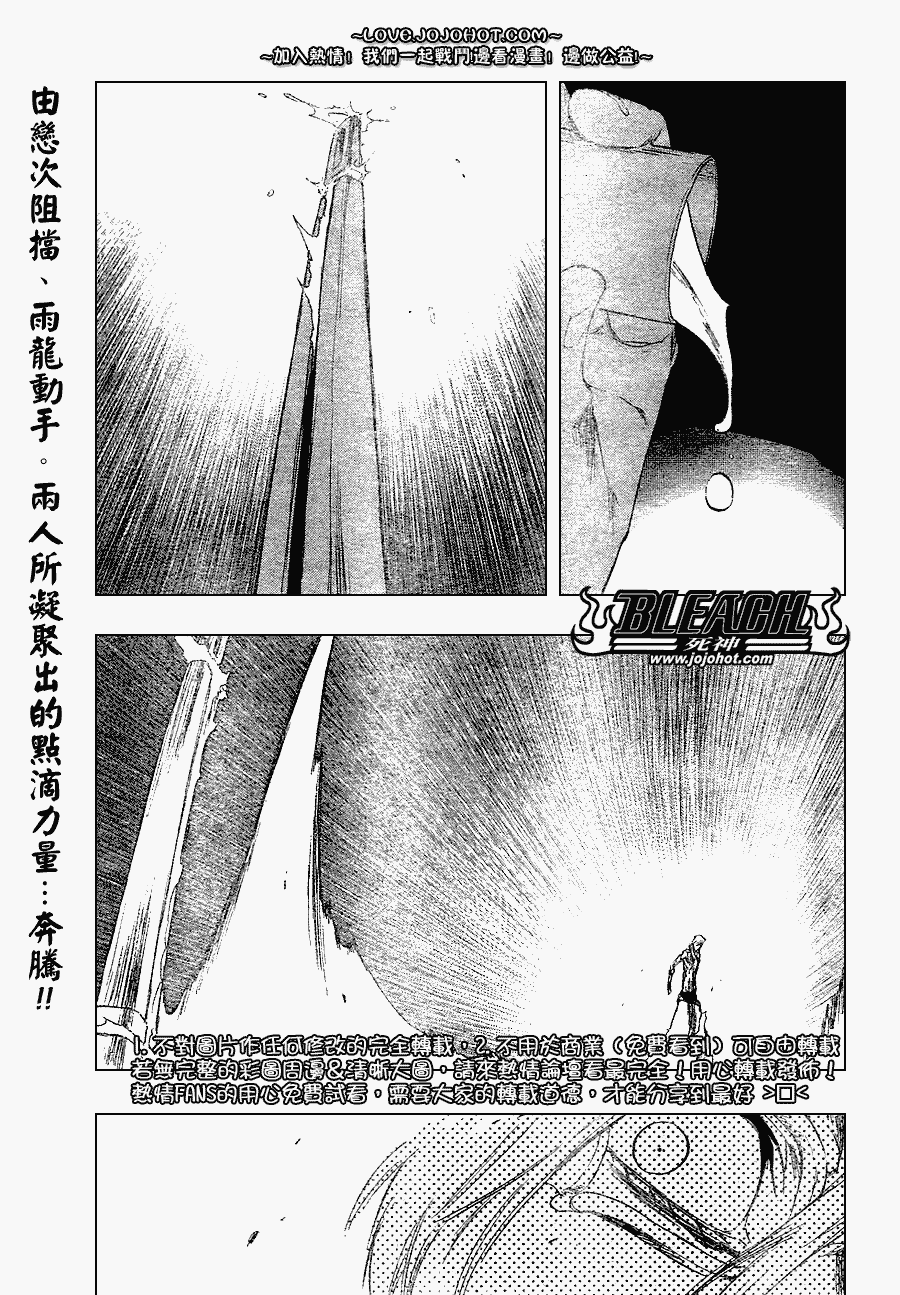 ~LOVE.JOJOHOT.COM~
~加入熱情！我們一起戰鬥!邊看漫畫！邊做公益!~
由戀次阻擋、雨龍動手。兩人所凝聚出的點滴力量…奔騰!!
BLEACH
死神
www.jojohot.com
1. 不對圖片作任何修改的完全轉載，2. 不用於商業（免費看到）可自由轉載
若無完整的彩圖周邊&清晰大圖，請來熱情論壇看最完全！用心轉載發佈！
熱情FANS的用心免費試看，需要大家的轉載道德，才能分享到最好 >口<